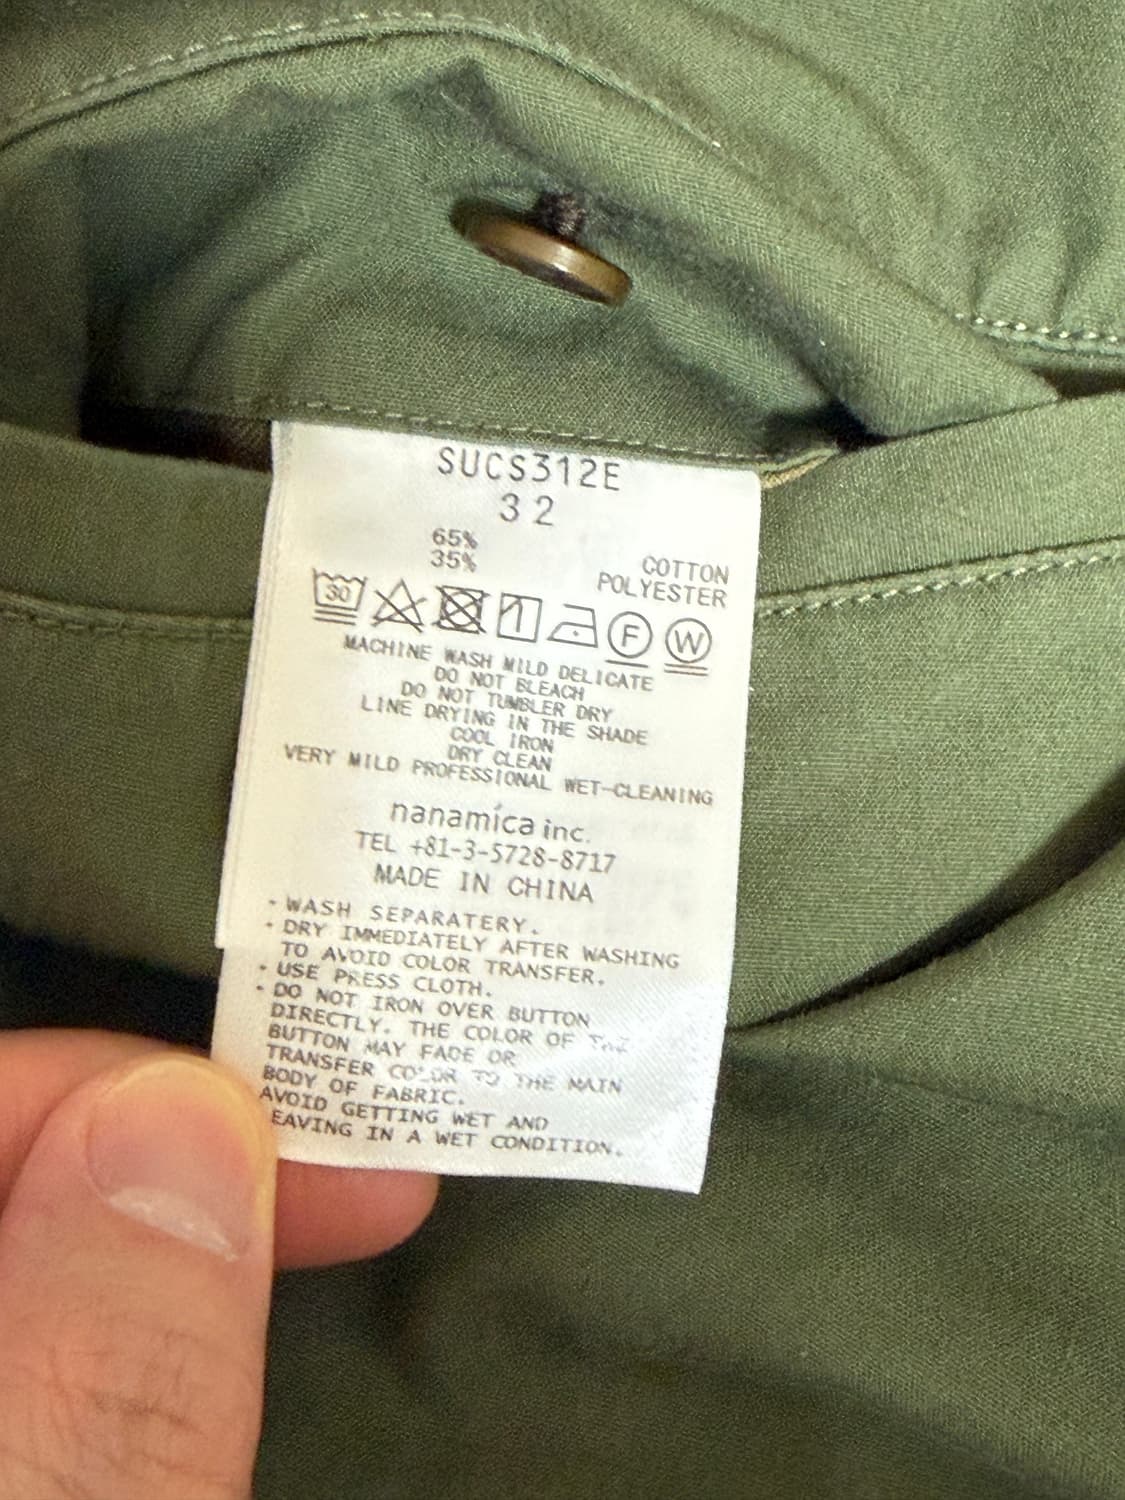 SUCS312E
32
65% COTTON
35% POLYESTER
30 1 F W
MACHINE WASH MILD DELICATE
DO NOT BLEACH
DO NOT TUMBLER DRY
LINE DRYING IN THE SHADE
COOL IRON
DRY CLEAN
VERY MILD PROFESSIONAL WET-CLEANING
nanamica inc.
TEL +81-3-5728-8717
MADE IN CHINA
・WASH SEPARATERY.
・DRY IMMEDIATELY AFTER WASHING
TO AVOID COLOR TRANSFER.
・USE PRESS CLOTH.
・DO NOT IRON OVER BUTTON
DIRECTLY. THE COLOR OF THE
BUTTON MAY FADE OR
TRANSFER COLOR TO THE MAIN
BODY OF FABRIC.
AVOID GETTING WET AND
EAVING IN A WET CONDITION.